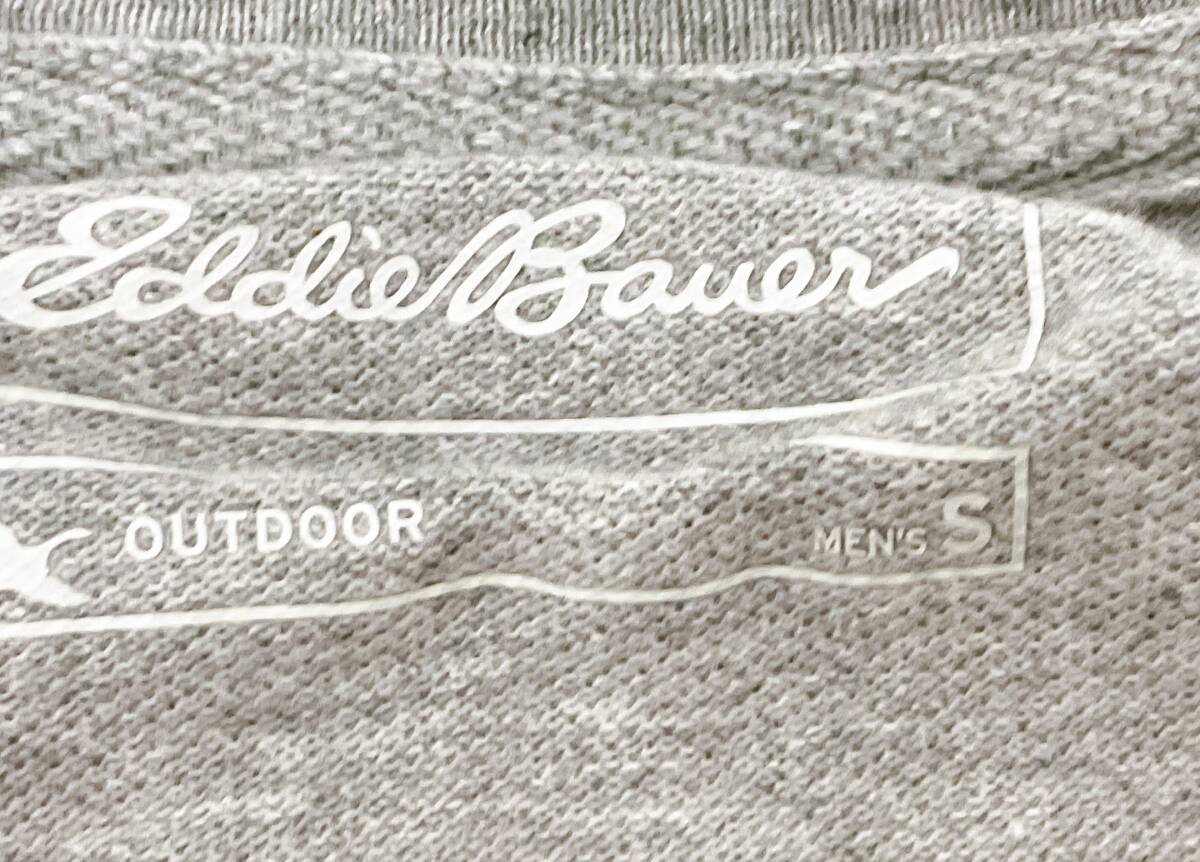 Eddie Bauer
OUTDOOR
MEN'S S